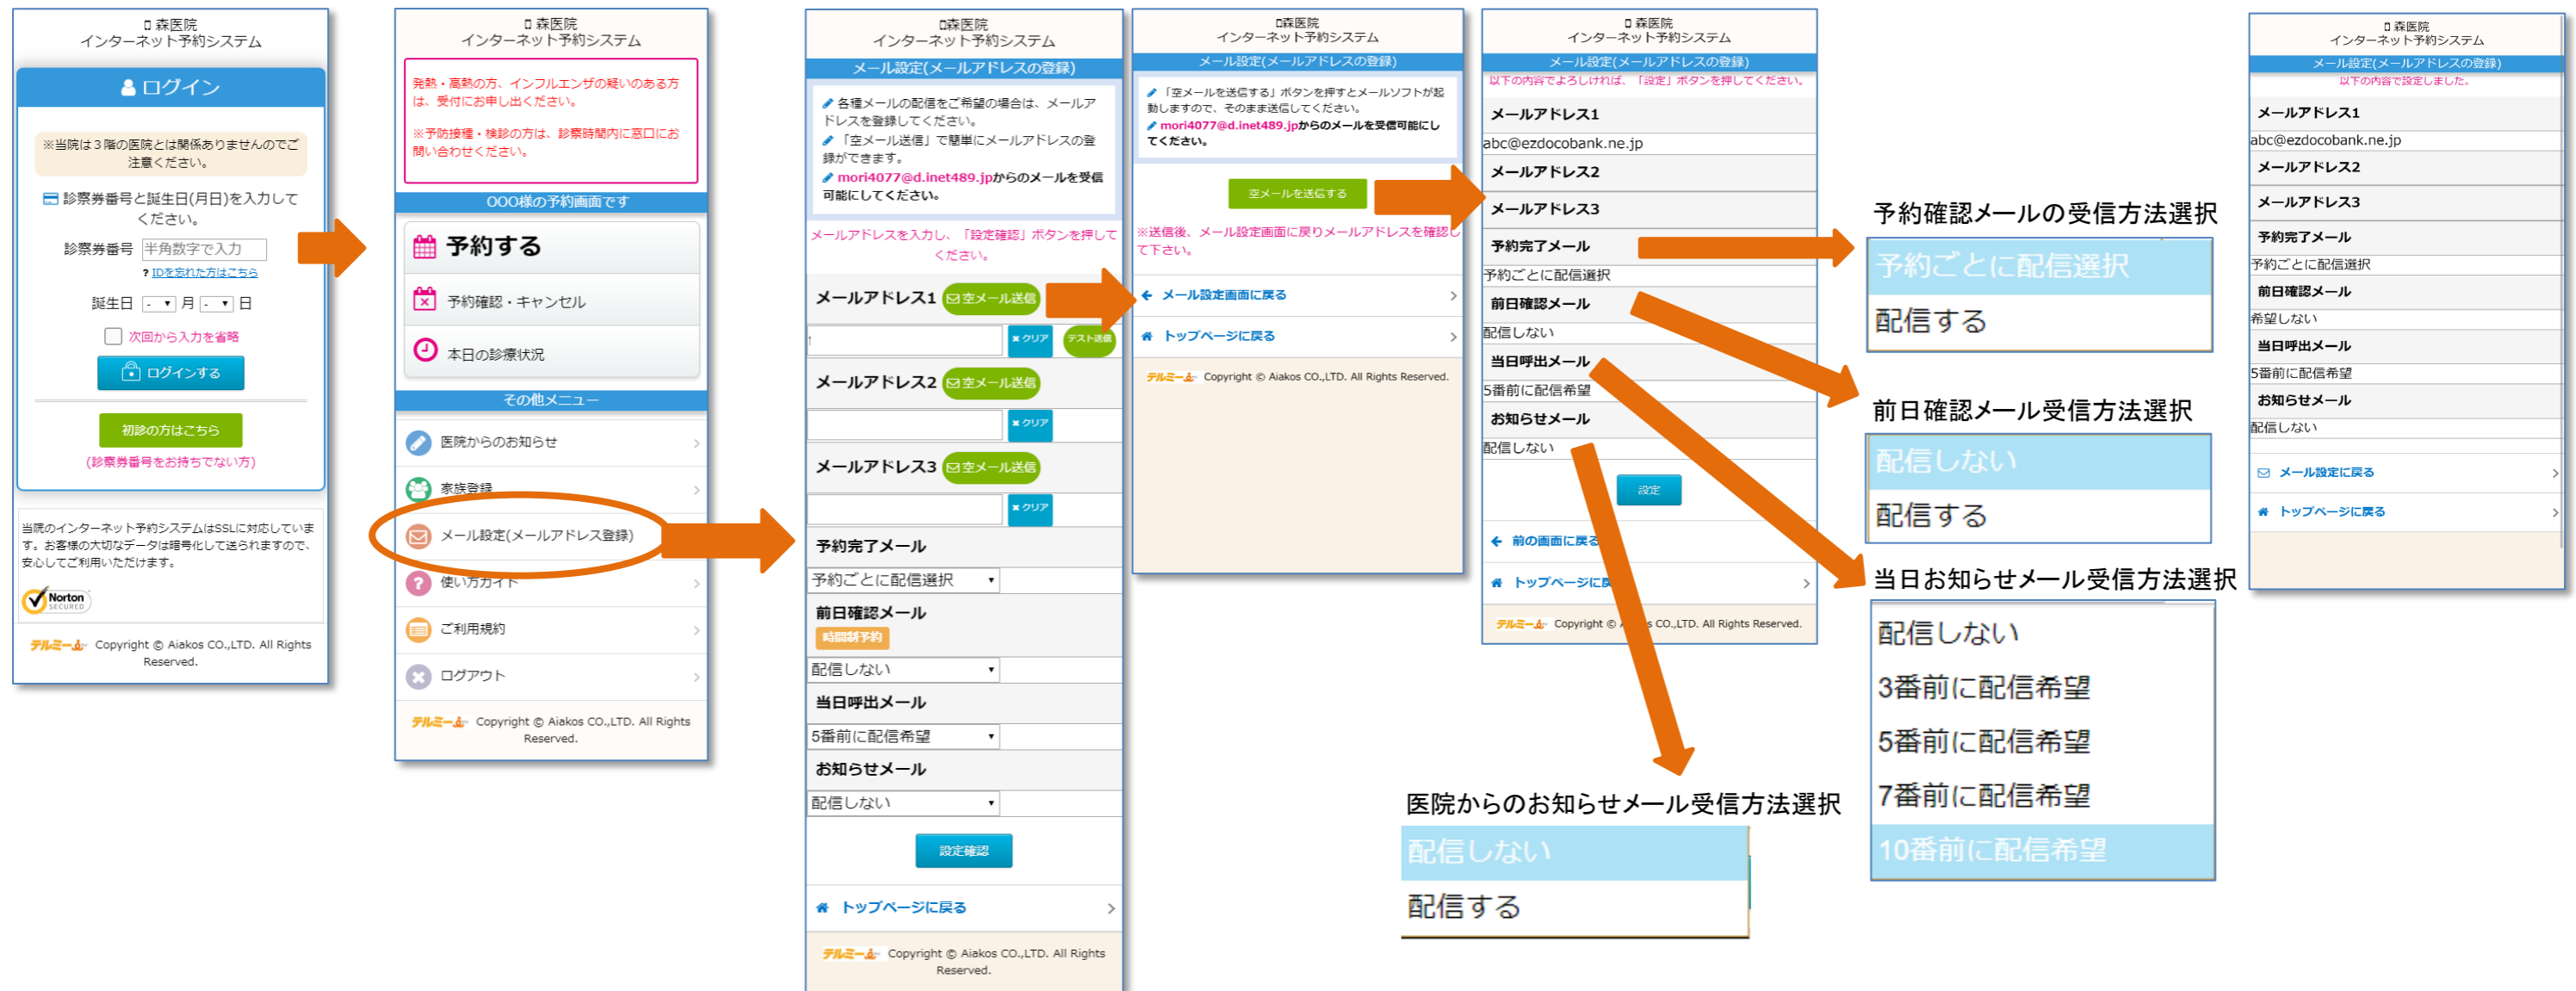 ▯ 森医院
インターネット予約システム
ログイン
※当院は3階の医院とは関係ありませんのでご
注意ください。
診察券番号と誕生日(月日)を入力して
ください。
診察券番号 半角数字で入力
? IDを忘れた方はこちら
誕生日 - 月 - 日
次回から入力を省略
ログインする
初診の方はこちら
(診察券番号をお持ちでない方)
当院のインターネット予約システムはSSLに対応していま
す。お客様の大切なデータは暗号化して送られますので、
安心してご利用いただけます。
Norton
SECURED
テルミーα Copyright © Aiakos CO.,LTD. All Rights
Reserved.
▯ 森医院
インターネット予約システム
発熱・高熱の方、インフルエンザの疑いのある方
は、受付にお申し出ください。
※予防接種・検診の方は、診察時間内に窓口にお
問い合わせください。
OOO様の予約画面です
予約する
予約確認・キャンセル
本日の診療状況
その他メニュー
医院からのお知らせ
家族登録
メール設定(メールアドレス登録)
使い方ガイド
ご利用規約
ログアウト
テルミー Copyright © Aiakos CO.,LTD. All Rights
Reserved.
▯森医院
インターネット予約システム
メール設定(メールアドレスの登録)
各種メールの配信をご希望の場合は、メールア
ドレスを登録してください。
「空メール送信」で簡単にメールアドレスの登
録ができます。
mori4077@d.inet489.jpからのメールを受信
可能にしてください。
メールアドレスを入力し、「設定確認」ボタンを押して
ください。
メールアドレス1 空メール送信
クリア テスト送信
メールアドレス2 空メール送信
クリア
メールアドレス3 空メール送信
クリア
予約完了メール
予約ごとに配信選択
前日確認メール
時間制予約
配信しない
当日呼出メール
5番前に配信希望
お知らせメール
配信しない
設定確認
トップページに戻る
テルミー Copyright © Aiakos CO.,LTD. All Rights
Reserved.
▯森医院
インターネット予約システム
メール設定(メールアドレスの登録)
「空メールを送信する」ボタンを押すとメールソフトが起
動しますので、そのまま送信してください。
mori4077@d.inet489.jpからのメールを受信可能にし
てください。
空メールを送信する
※送信後、メール設定画面に戻りメールアドレスを確認し
て下さい。
メール設定画面に戻る
トップページに戻る
テルミー Copyright © Aiakos CO.,LTD. All Rights Reserved.
▯ 森医院
インターネット予約システム
メール設定(メールアドレスの登録)
以下の内容でよろしければ、「設定」ボタンを押してください。
メールアドレス1
abc@ezdocobank.ne.jp
メールアドレス2
メールアドレス3
予約完了メール
予約ごとに配信選択
前日確認メール
配信しない
当日呼出メール
5番前に配信希望
お知らせメール
配信しない
設定
前の画面に戻る
トップページに戻
テルミー Copyright © s CO.,LTD. All Rights Reserved.
予約確認メールの受信方法選択
予約ごとに配信選択
配信する
前日確認メール受信方法選択
配信しない
配信する
当日お知らせメール受信方法選択
配信しない
3番前に配信希望
5番前に配信希望
7番前に配信希望
10番前に配信希望
医院からのお知らせメール受信方法選択
配信しない
配信する
▯ 森医院
インターネット予約システム
メール設定(メールアドレスの登録)
以下の内容で設定しました。
メールアドレス1
abc@ezdocobank.ne.jp
メールアドレス2
メールアドレス3
予約完了メール
予約ごとに配信選択
前日確認メール
希望しない
当日呼出メール
5番前に配信希望
お知らせメール
配信しない
メール設定に戻る
トップページに戻る